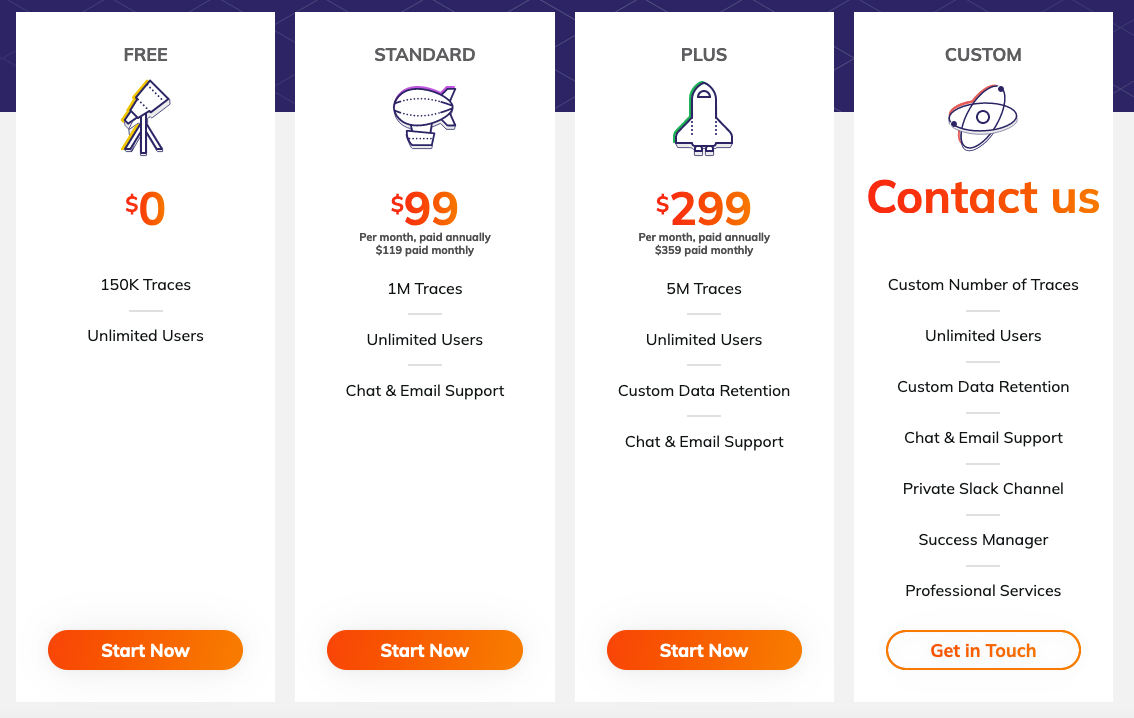 FREE
$0
150K Traces
Unlimited Users
Start Now
STANDARD
$99
Per month, paid annually
$119 paid monthly
1M Traces
Unlimited Users
Chat & Email Support
Start Now
PLUS
$299
Per month, paid annually
$359 paid monthly
5M Traces
Unlimited Users
Custom Data Retention
Chat & Email Support
Start Now
CUSTOM
Contact us
Custom Number of Traces
Unlimited Users
Custom Data Retention
Chat & Email Support
Private Slack Channel
Success Manager
Professional Services
Get in Touch